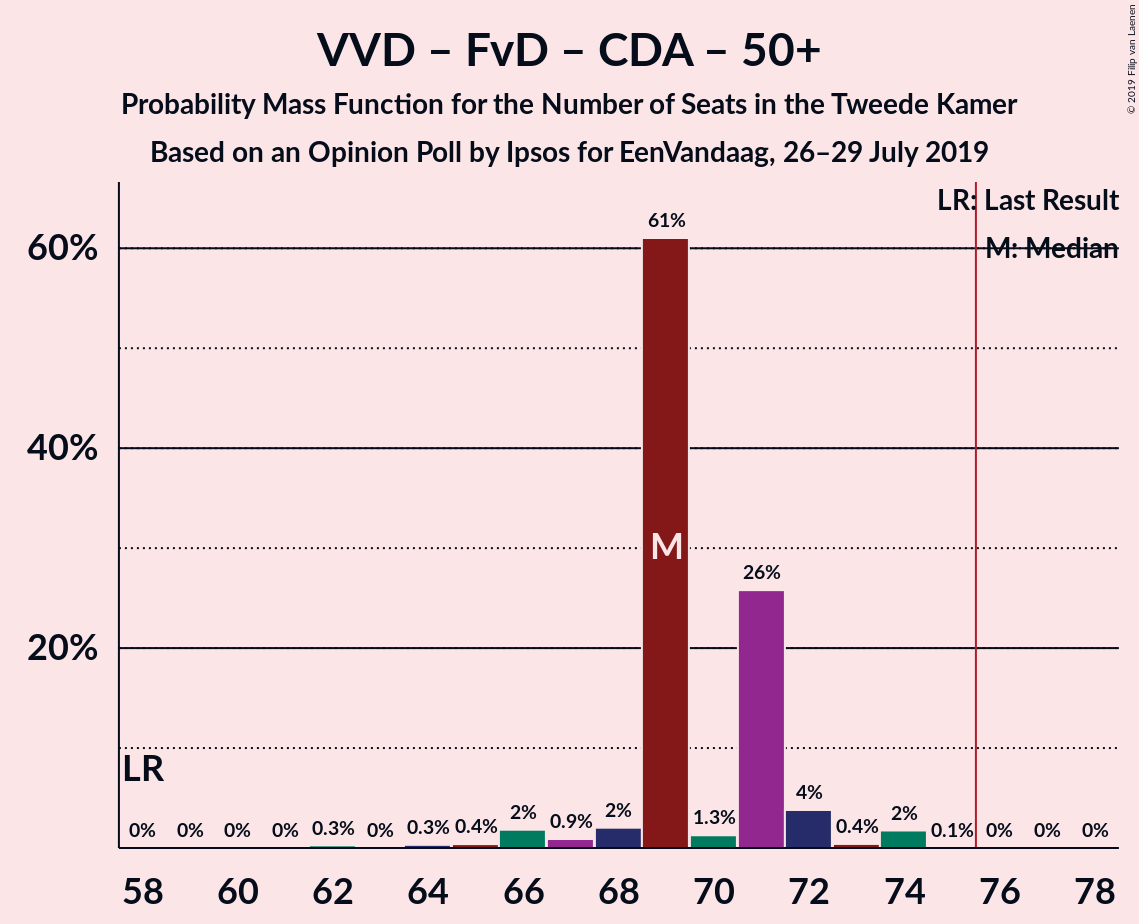 VVD – FvD – CDA – 50+
Probability Mass Function for the Number of Seats in the Tweede Kamer
Based on an Opinion Poll by Ipsos for EenVandaag, 26–29 July 2019
© 2019 Filip van Laenen
LR: Last Result
M: Median
60%
40%
20%
LR
M
0% 0% 0% 0% 0.3% 0% 0.3% 0.4% 2% 0.9% 2% 61% 1.3% 26% 4% 0.4% 2% 0.1% 0% 0% 0%
58 60 62 64 66 68 70 72 74 76 78